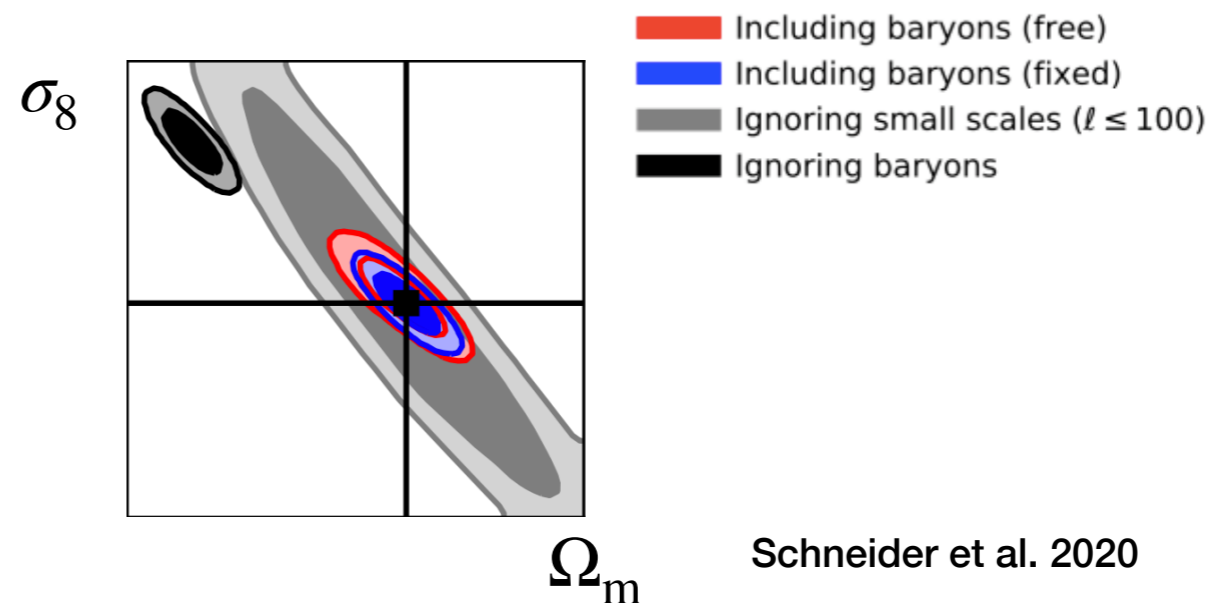 Including baryons (free)
Including baryons (fixed)
Ignoring small scales (ℓ ≤ 100)
Ignoring baryons
σ₈
Ωₘ
Schneider et al. 2020